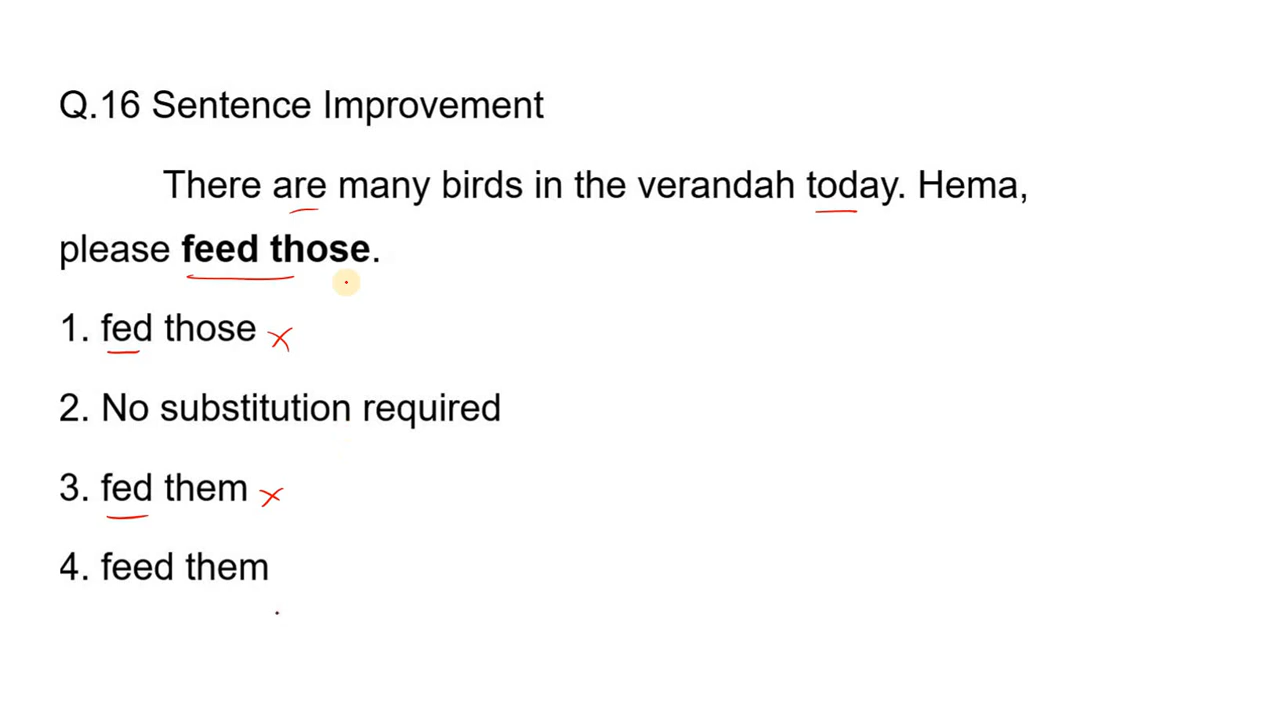 Q.16 Sentence Improvement
There are many birds in the verandah today. Hema,
please feed those.
1. fed those
2. No substitution required
3. fed them
4. feed them